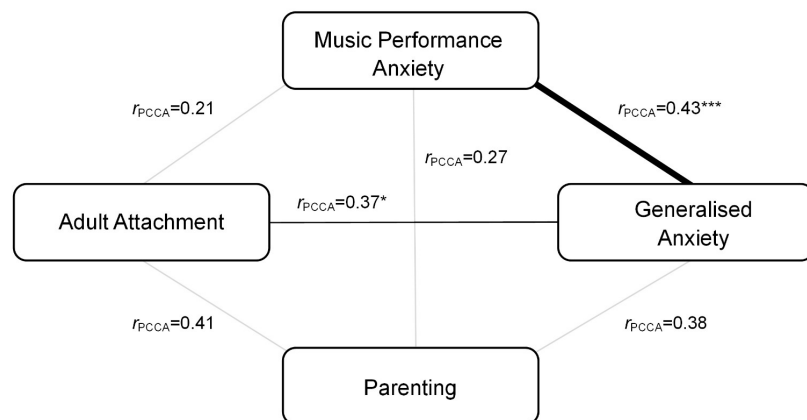 Music Performance
Anxiety
rPCCA=0.21
rPCCA=0.43***
rPCCA=0.27
Adult Attachment
rPCCA=0.37*
Generalised
Anxiety
rPCCA=0.41
rPCCA=0.38
Parenting